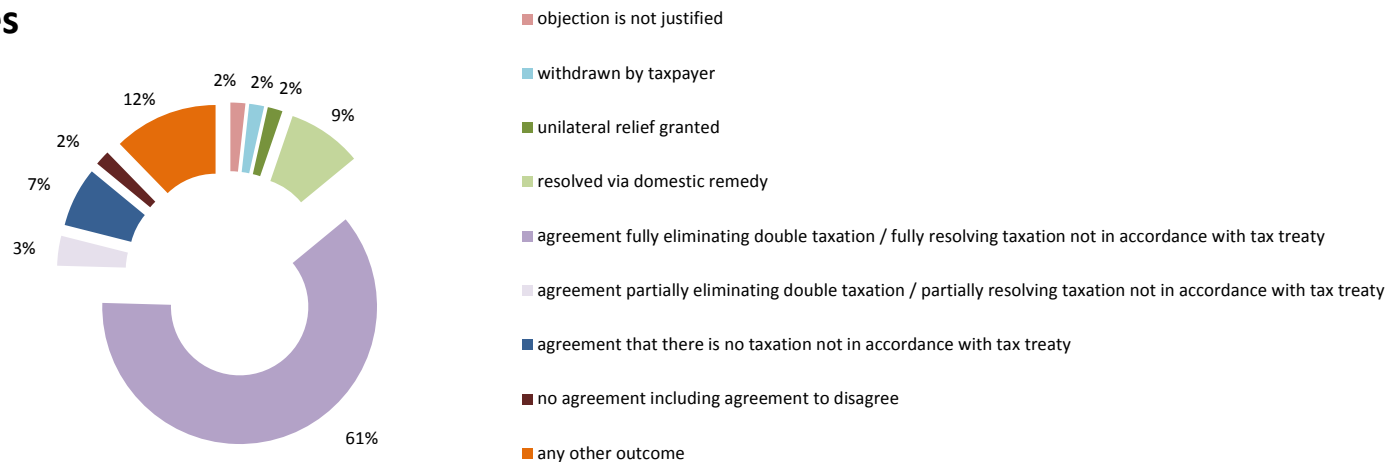 es
2%
2%
2%
9%
12%
2%
7%
3%
61%
objection is not justified
withdrawn by taxpayer
unilateral relief granted
resolved via domestic remedy
agreement fully eliminating double taxation / fully resolving taxation not in accordance with tax treaty
agreement partially eliminating double taxation / partially resolving taxation not in accordance with tax treaty
agreement that there is no taxation not in accordance with tax treaty
no agreement including agreement to disagree
any other outcome